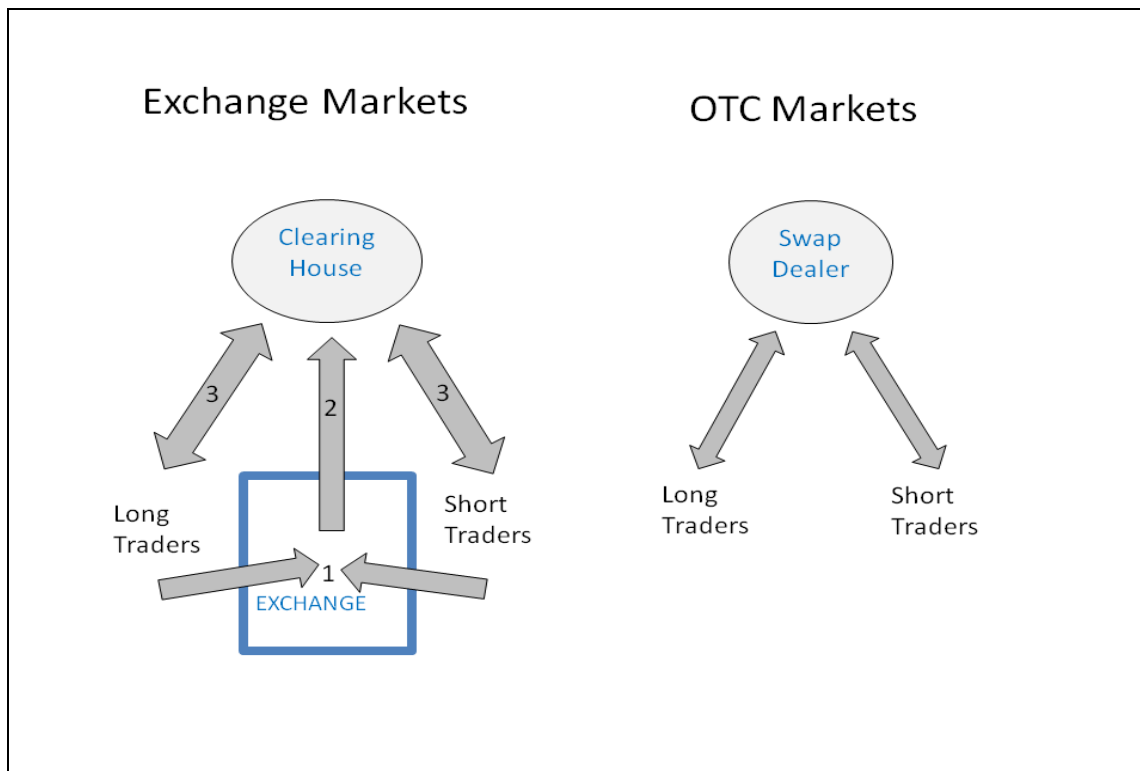 Exchange Markets
OTC Markets
Clearing
House
Swap
Dealer
3
2
3
Long
Traders
Short
Traders
1
EXCHANGE
Long
Traders
Short
Traders